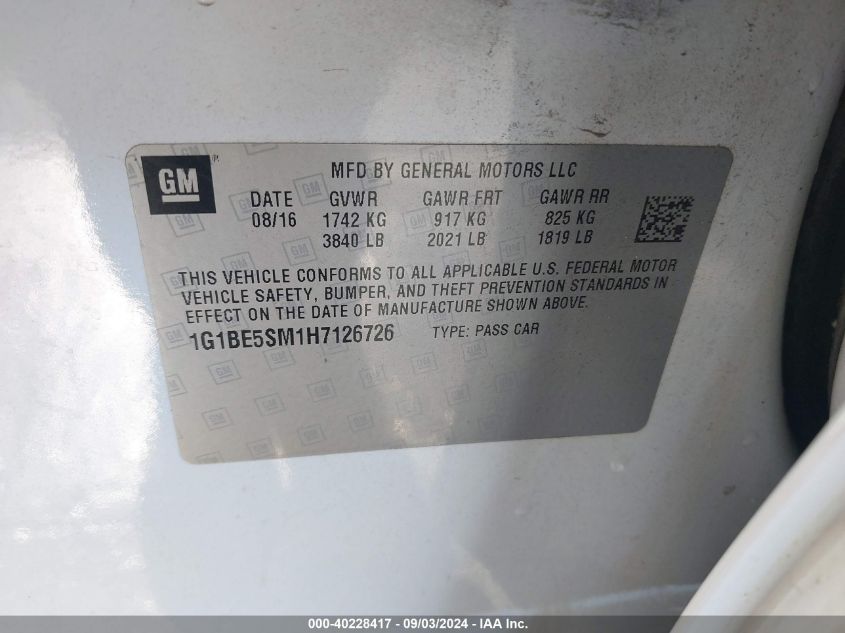 GM
MFD BY GENERAL MOTORS LLC
DATE GVWR GAWR FRT GAWR RR
08/16 1742 KG 917 KG 825 KG
3840 LB 2021 LB 1819 LB
THIS VEHICLE CONFORMS TO ALL APPLICABLE U.S. FEDERAL MOTOR
VEHICLE SAFETY, BUMPER, AND THEFT PREVENTION STANDARDS IN
EFFECT ON THE DATE OF MANUFACTURE SHOWN ABOVE.
1G1BE5SM1H7126726 TYPE: PASS CAR
000-40228417 - 09/03/2024 - IAA Inc.